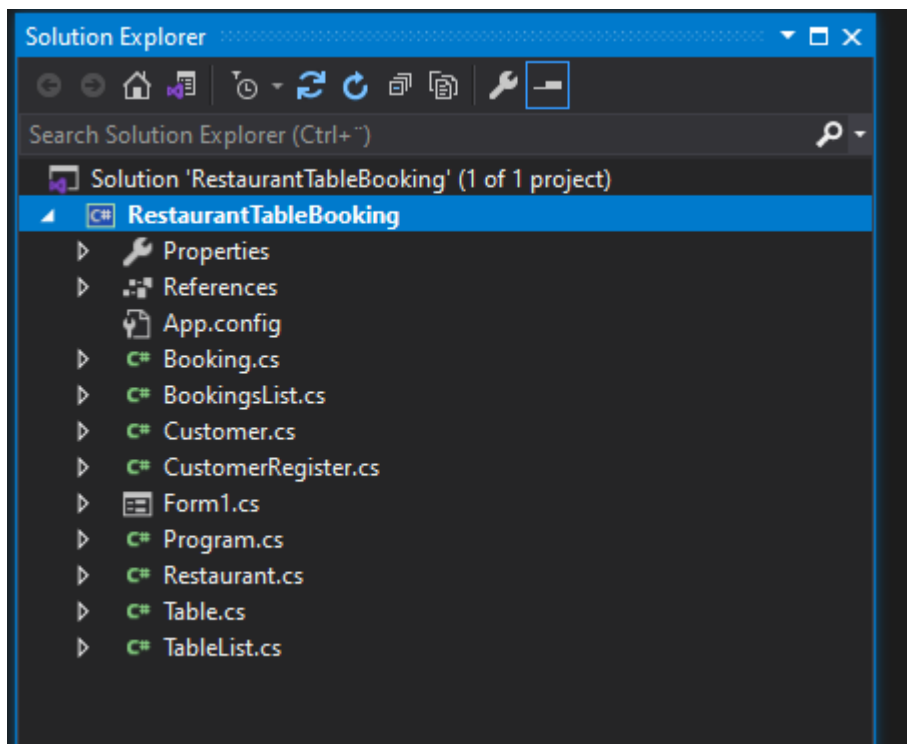 Solution Explorer
Search Solution Explorer (Ctrl+¨)
Solution 'RestaurantTableBooking' (1 of 1 project)
C# RestaurantTableBooking
Properties
References
App.config
C# Booking.cs
C# BookingsList.cs
C# Customer.cs
C# CustomerRegister.cs
Form1.cs
C# Program.cs
C# Restaurant.cs
C# Table.cs
C# TableList.cs